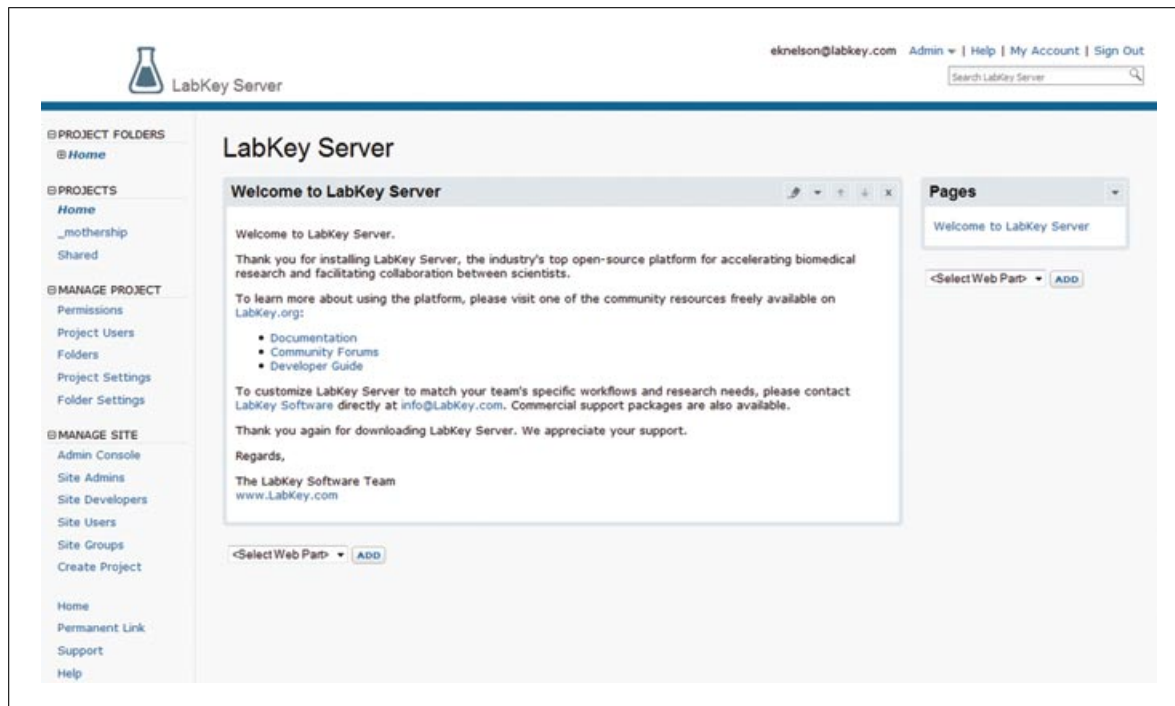 LabKey Server
eknelson@labkey.com Admin | Help | My Account | Sign Out
Search LabKey Server
PROJECT FOLDERS
Home
PROJECTS
Home
_mothership
Shared
MANAGE PROJECT
Permissions
Project Users
Folders
Project Settings
Folder Settings
MANAGE SITE
Admin Console
Site Admins
Site Developers
Site Users
Site Groups
Create Project
Home
Permanent Link
Support
Help
LabKey Server
Welcome to LabKey Server
Welcome to LabKey Server.
Thank you for installing LabKey Server, the industry's top open-source platform for accelerating biomedical
research and facilitating collaboration between scientists.
To learn more about using the platform, please visit one of the community resources freely available on
LabKey.org:
• Documentation
• Community Forums
• Developer Guide
To customize LabKey Server to match your team's specific workflows and research needs, please contact
LabKey Software directly at info@LabKey.com. Commercial support packages are also available.
Thank you again for downloading LabKey Server. We appreciate your support.
Regards,
The LabKey Software Team
www.LabKey.com
<Select Web Part> ADD
Pages
Welcome to LabKey Server
<Select Web Part> ADD